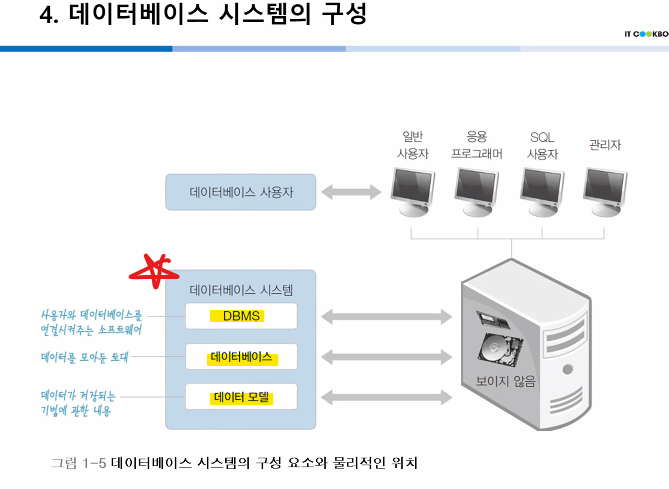 4. 데이터베이스 시스템의 구성
IT COOKBO
일반
사용자
응용
프로그래머
SQL
사용자
관리자
데이터베이스 사용자
데이터베이스 시스템
사용자와 데이터베이스를
연결시켜주는 소프트웨어
DBMS
데이터를 모아둔 토대
데이터베이스
데이터가 저장되는
기법에 관한 내용
데이터 모델
보이지 않음
그림 1-5 데이터베이스 시스템의 구성 요소와 물리적인 위치